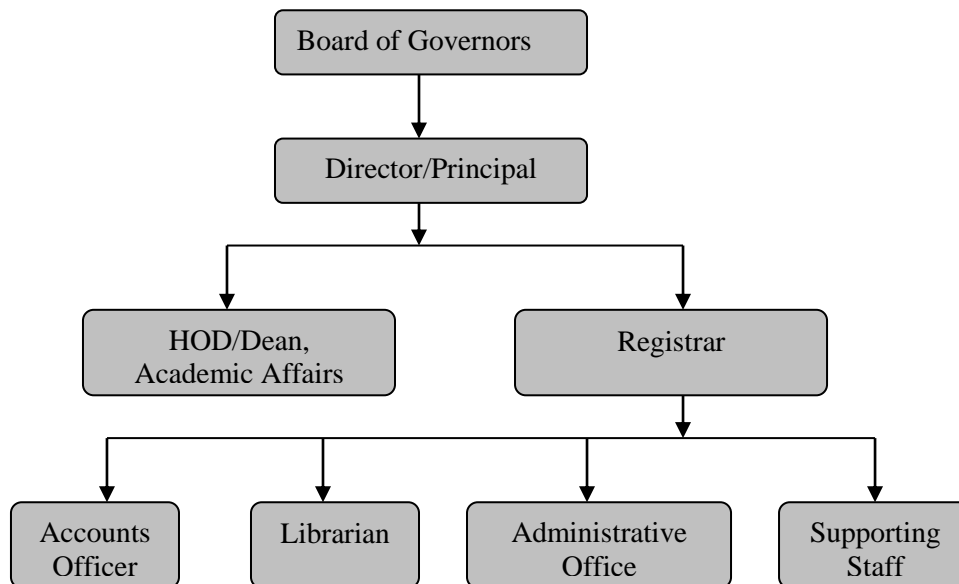 Board of Governors
Director/Principal
HOD/Dean,
Academic Affairs
Registrar
Accounts
Officer
Librarian
Administrative
Office
Supporting
Staff